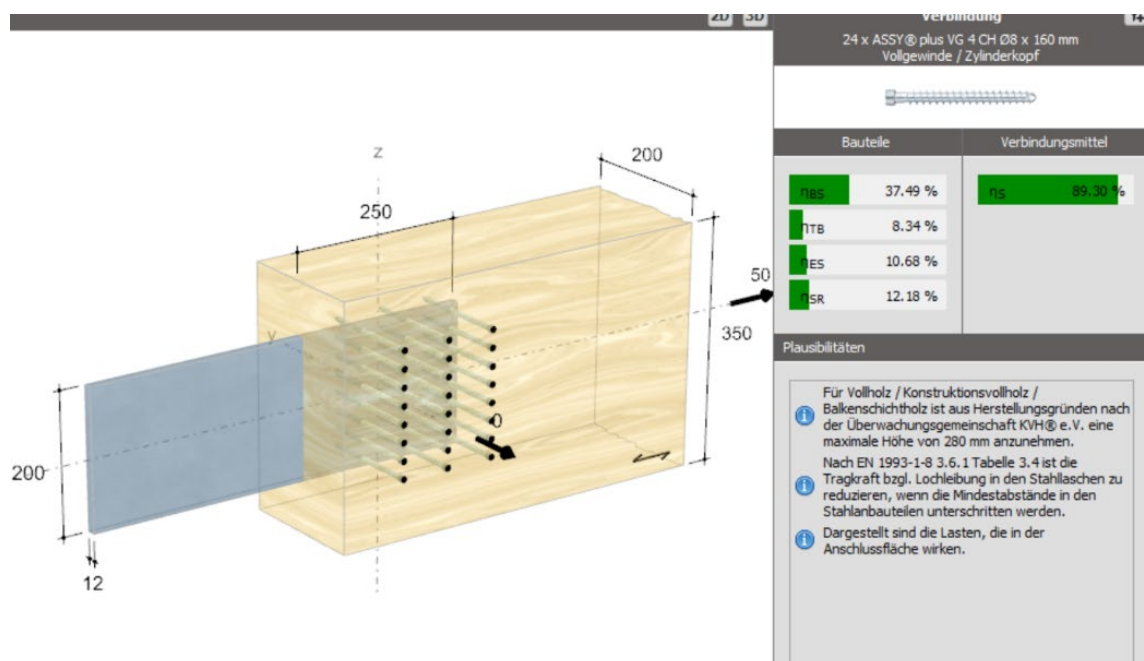 2D 3D
Verbindung
24 x ASSY® plus VG 4 CH Ø8 x 160 mm
Vollgewinde / Zylinderkopf
Bauteile Verbindungsmittel
ηBS 37.49 % ηS 89.30 %
ηTB 8.34 %
ηES 10.68 %
ηSR 12.18 %
Plausibilitäten
Für Vollholz / Konstruktionsvollholz /
Balkenschichtholz ist aus Herstellungsgründen nach
der Überwachungsgemeinschaft KVH® e.V. eine
maximale Höhe von 280 mm anzunehmen.
Nach EN 1993-1-8 3.6.1 Tabelle 3.4 ist die
Tragkraft bzgl. Lochleibung in den Stahllaschen zu
reduzieren, wenn die Mindestabstände in den
Stahlanbauteilen unterschritten werden.
Dargestellt sind die Lasten, die in der
Anschlussfläche wirken.
z
200
250
50
350
y
0
200
12